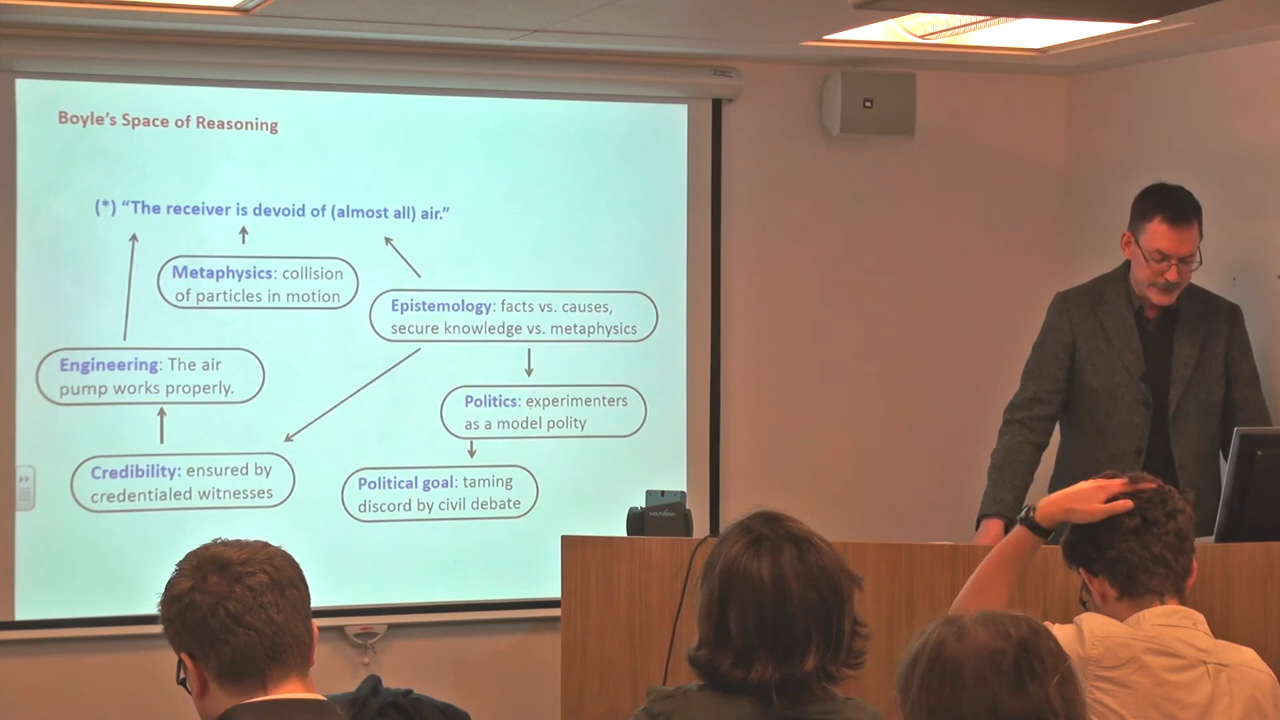 Boyle's Space of Reasoning
(*) “The receiver is devoid of (almost all) air.”
Metaphysics: collision
of particles in motion
Epistemology: facts vs. causes,
secure knowledge vs. metaphysics
Engineering: The air
pump works properly.
Politics: experimenters
as a model polity
Credibility: ensured by
credentialed witnesses
Political goal: taming
discord by civil debate
JBL